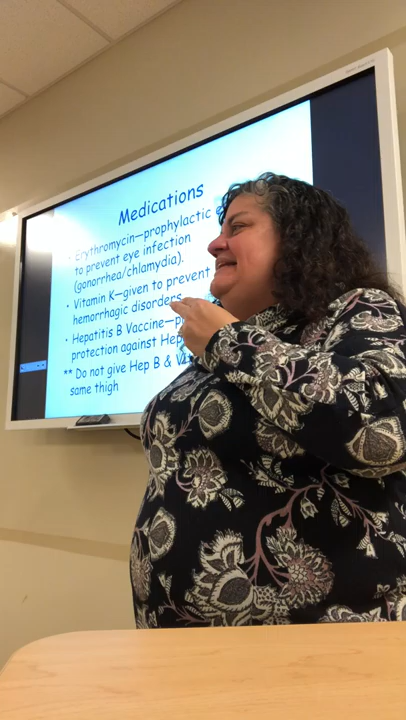 Medications
• Erythromycin—prophylactic
to prevent eye infection
(gonorrhea/chlamydia).
• Vitamin K—given to prevent
hemorrhagic disorders
• Hepatitis B Vaccine—
protection against Hep
** Do not give Hep B &
same thigh